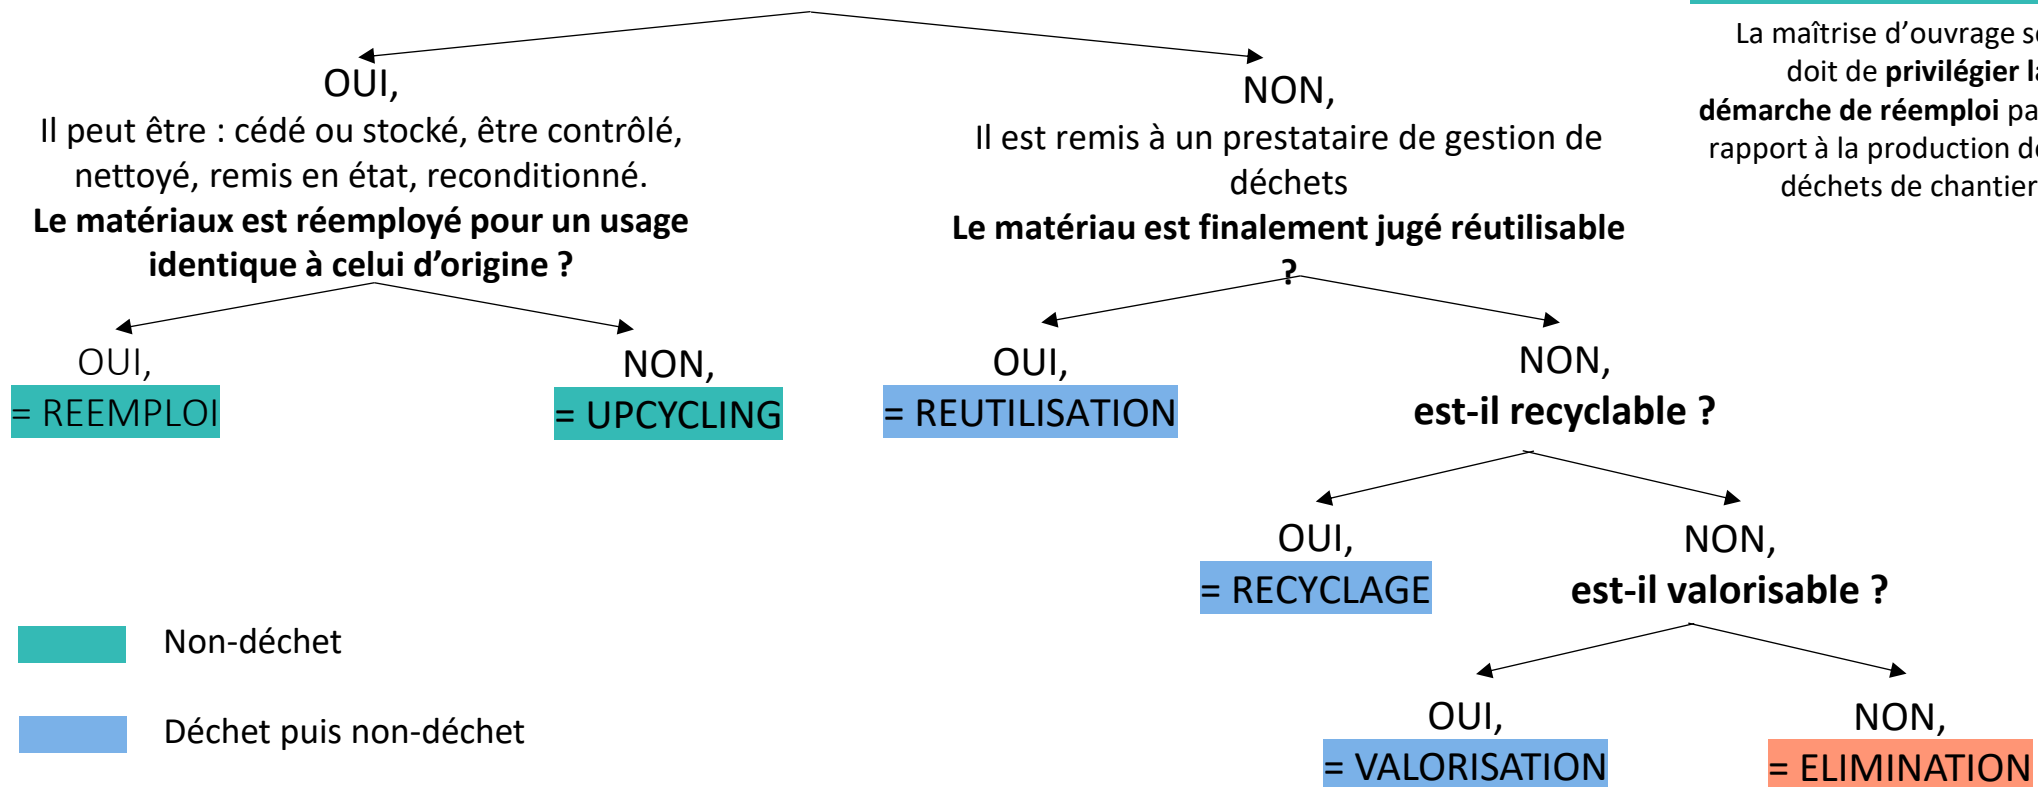 La maîtrise d'ouvrage s
doit de privilégier l
démarche de réemploi pa
rapport à la production d
déchets de chantier
OUI,
Il peut être : cédé ou stocké, être contrôlé,
nettoyé, remis en état, reconditionné.
Le matériaux est réemployé pour un usage
identique à celui d'origine ?
NON,
Il est remis à un prestataire de gestion de
déchets
Le matériau est finalement jugé réutilisable
?
OUI,
= REEMPLOI
NON,
= UPCYCLING
OUI,
= REUTILISATION
NON,
est-il recyclable ?
OUI,
= RECYCLAGE
NON,
est-il valorisable ?
OUI,
= VALORISATION
NON,
= ELIMINATION
Non-déchet
Déchet puis non-déchet